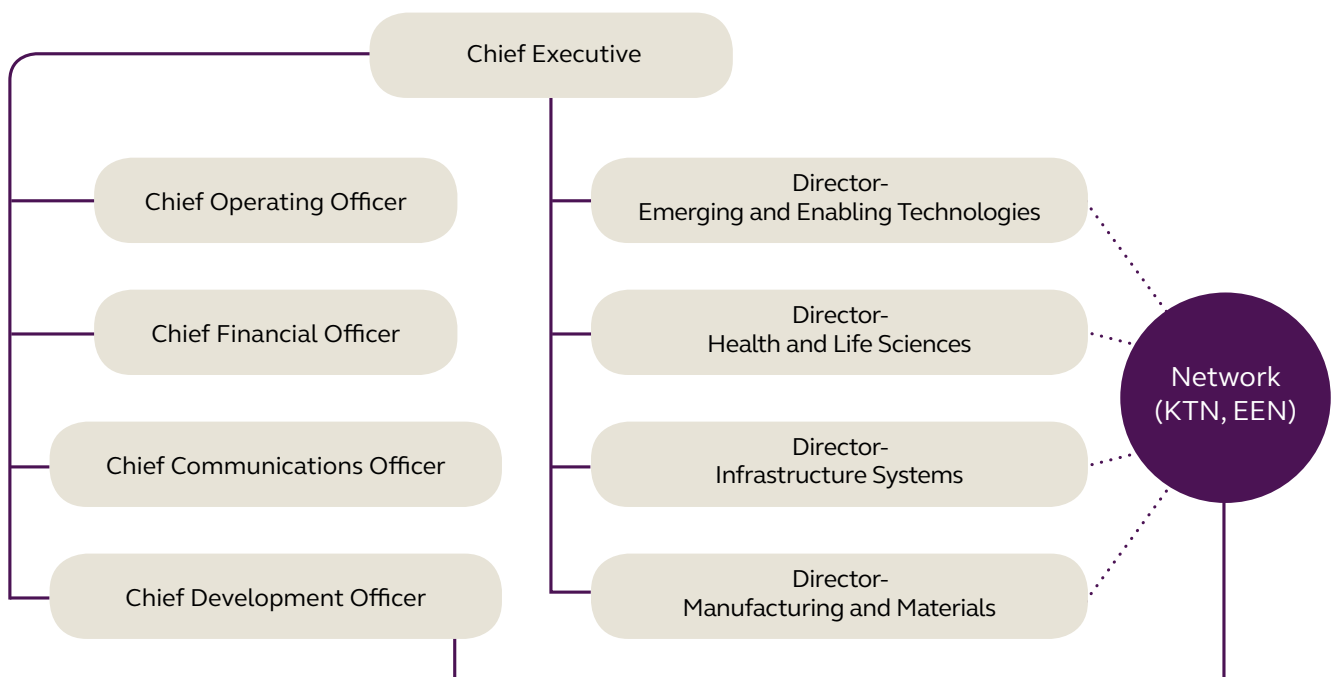 Chief Executive
Chief Operating Officer
Chief Financial Officer
Chief Communications Officer
Chief Development Officer
Director-
Emerging and Enabling Technologies
Director-
Health and Life Sciences
Director-
Infrastructure Systems
Director-
Manufacturing and Materials
Network
(KTN, EEN)